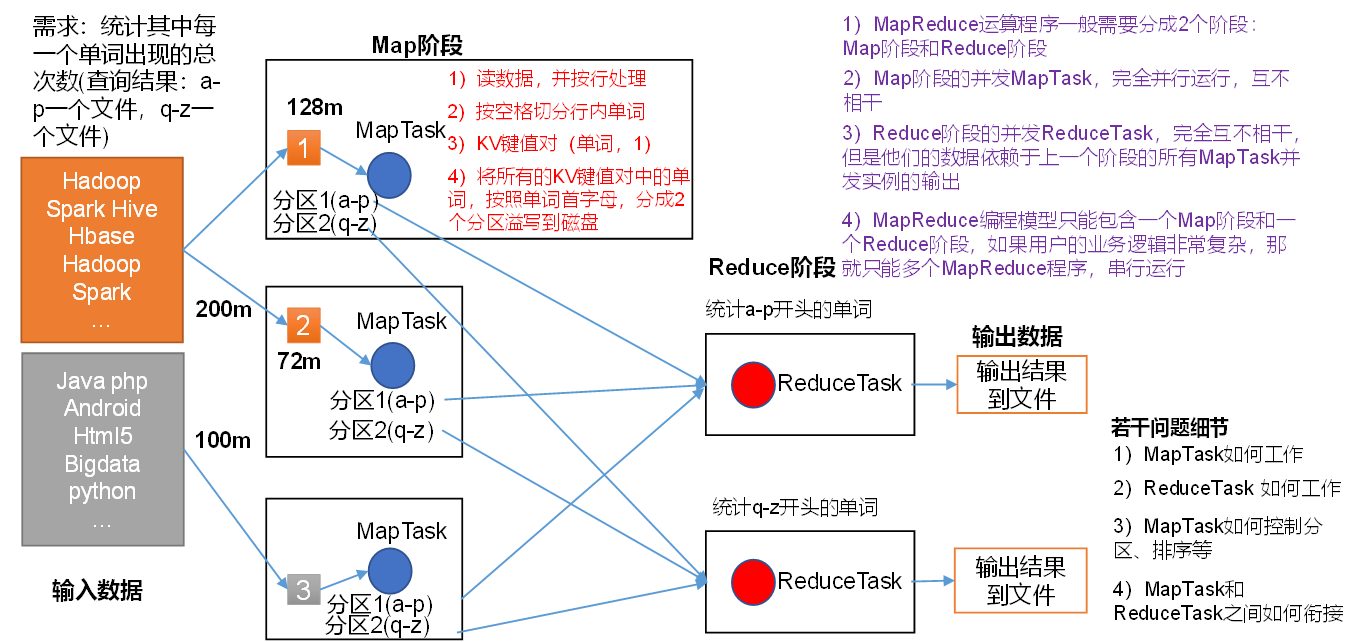 需求：统计其中每
一个单词出现的总
次数(查询结果：a-
p一个文件，q-z一
个文件)
Hadoop
Spark Hive
Hbase
Hadoop
Spark
…
200m
Java php
Android
Html5
Bigdata
python
…
100m
输入数据
Map阶段
128m
1
MapTask
分区1(a-p)
分区2(q-z)
1）读数据，并按行处理
2）按空格切分行内单词
3）KV键值对（单词，1）
4）将所有的KV键值对中的单
词，按照单词首字母，分成2
个分区溢写到磁盘
2
72m
MapTask
分区1(a-p)
分区2(q-z)
3
MapTask
分区1(a-p)
分区2(q-z)
Reduce阶段
统计a-p开头的单词
ReduceTask
统计q-z开头的单词
ReduceTask
输出数据
输出结果
到文件
输出结果
到文件
1）MapReduce运算程序一般需要分成2个阶段：
Map阶段和Reduce阶段
2）Map阶段的并发MapTask，完全并行运行，互不
相干
3）Reduce阶段的并发ReduceTask，完全互不相干，
但是他们的数据依赖于上一个阶段的所有MapTask并
发实例的输出
4）MapReduce编程模型只能包含一个Map阶段和一
个Reduce阶段，如果用户的业务逻辑非常复杂，那
就只能多个MapReduce程序，串行运行
若干问题细节
1）MapTask如何工作
2）ReduceTask 如何工作
3）MapTask如何控制分
区、排序等
4）MapTask和
ReduceTask之间如何衔接